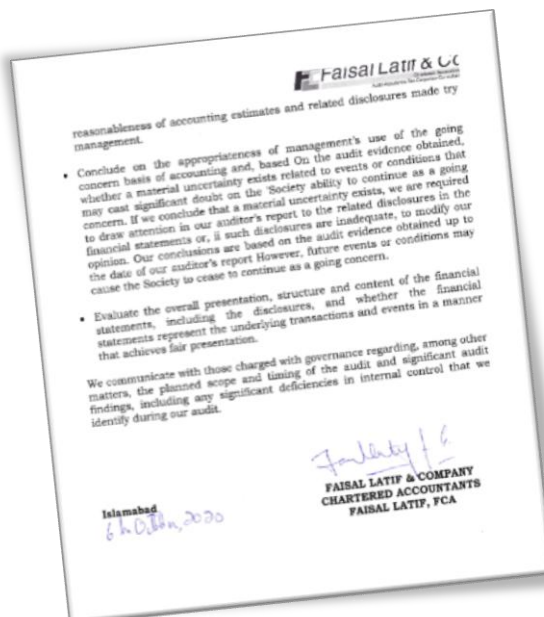 Faisal Latif & CO
reasonableness of accounting estimates and related disclosures made try
management.
• Conclude on the appropriateness of management's use of the going
concern basis of accounting and, based On the audit evidence obtained,
whether a material uncertainty exists related to events or conditions that
may cast significant doubt on the 'Society ability to continue as a going
concern. If we conclude that a material uncertainty exists, we are required
to draw attention in our auditor's report to the related disclosures in the
financial statements or, ii such disclosures are inadequate, to modify our
opinion. Our conclusions are based on the audit evidence obtained up to
the date of our auditor's report However, future events or conditions may
cause the Society to cease to continue as a going concern.
• Evaluate the overall presentation, structure and content of the financial
statements, including the disclosures, and whether the financial
statements represent the underlying transactions and events in a manner
that achieves fair presentation.
We communicate with those charged with governance regarding, among other
matters, the planned scope and timing of the audit and significant audit
findings, including any significant deficiencies in internal control that we
identify during our audit.
FAISAL LATIF & COMPANY
CHARTERED ACCOUNTANTS
FAISAL LATIF, FCA
Islamabad
2020